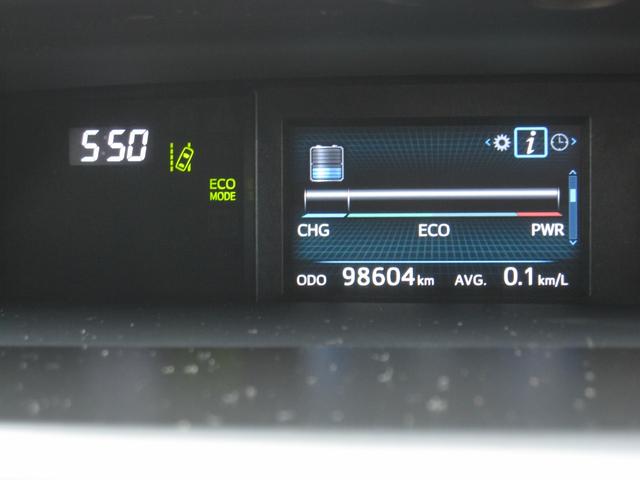 5:50
ECO
MODE
i
CHG ECO PWR
ODO 98604 km AVG. 0.1 km/L